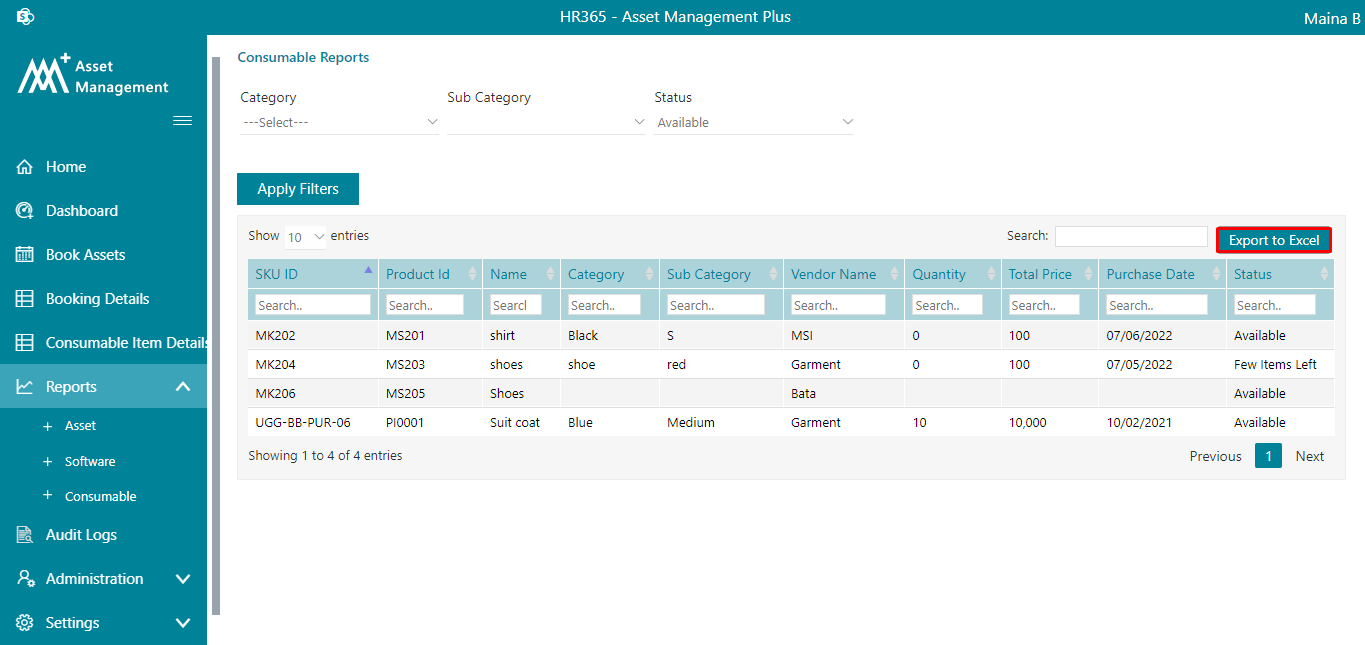 HR365 - Asset Management Plus
Maina B
Asset
Management
Home
Dashboard
Book Assets
Booking Details
Consumable Item Details
Reports
Asset
Software
Consumable
Audit Logs
Administration
Settings
Consumable Reports
Category Sub Category Status
---Select--- Available
Apply Filters
Show 10 entries Search: Export to Excel
SKU ID Product Id Name Category Sub Category Vendor Name Quantity Total Price Purchase Date Status
Search.. Search.. Searcl Search.. Search.. Search.. Search.. Search.. Search.. Search..
MK202 MS201 shirt Black S MSI 0 100 07/06/2022 Available
MK204 MS203 shoes shoe red Garment 0 100 07/05/2022 Few Items Left
MK206 MS205 Shoes Bata Available
UGG-BB-PUR-06 PI0001 Suit coat Blue Medium Garment 10 10,000 10/02/2021 Available
Showing 1 to 4 of 4 entries Previous 1 Next